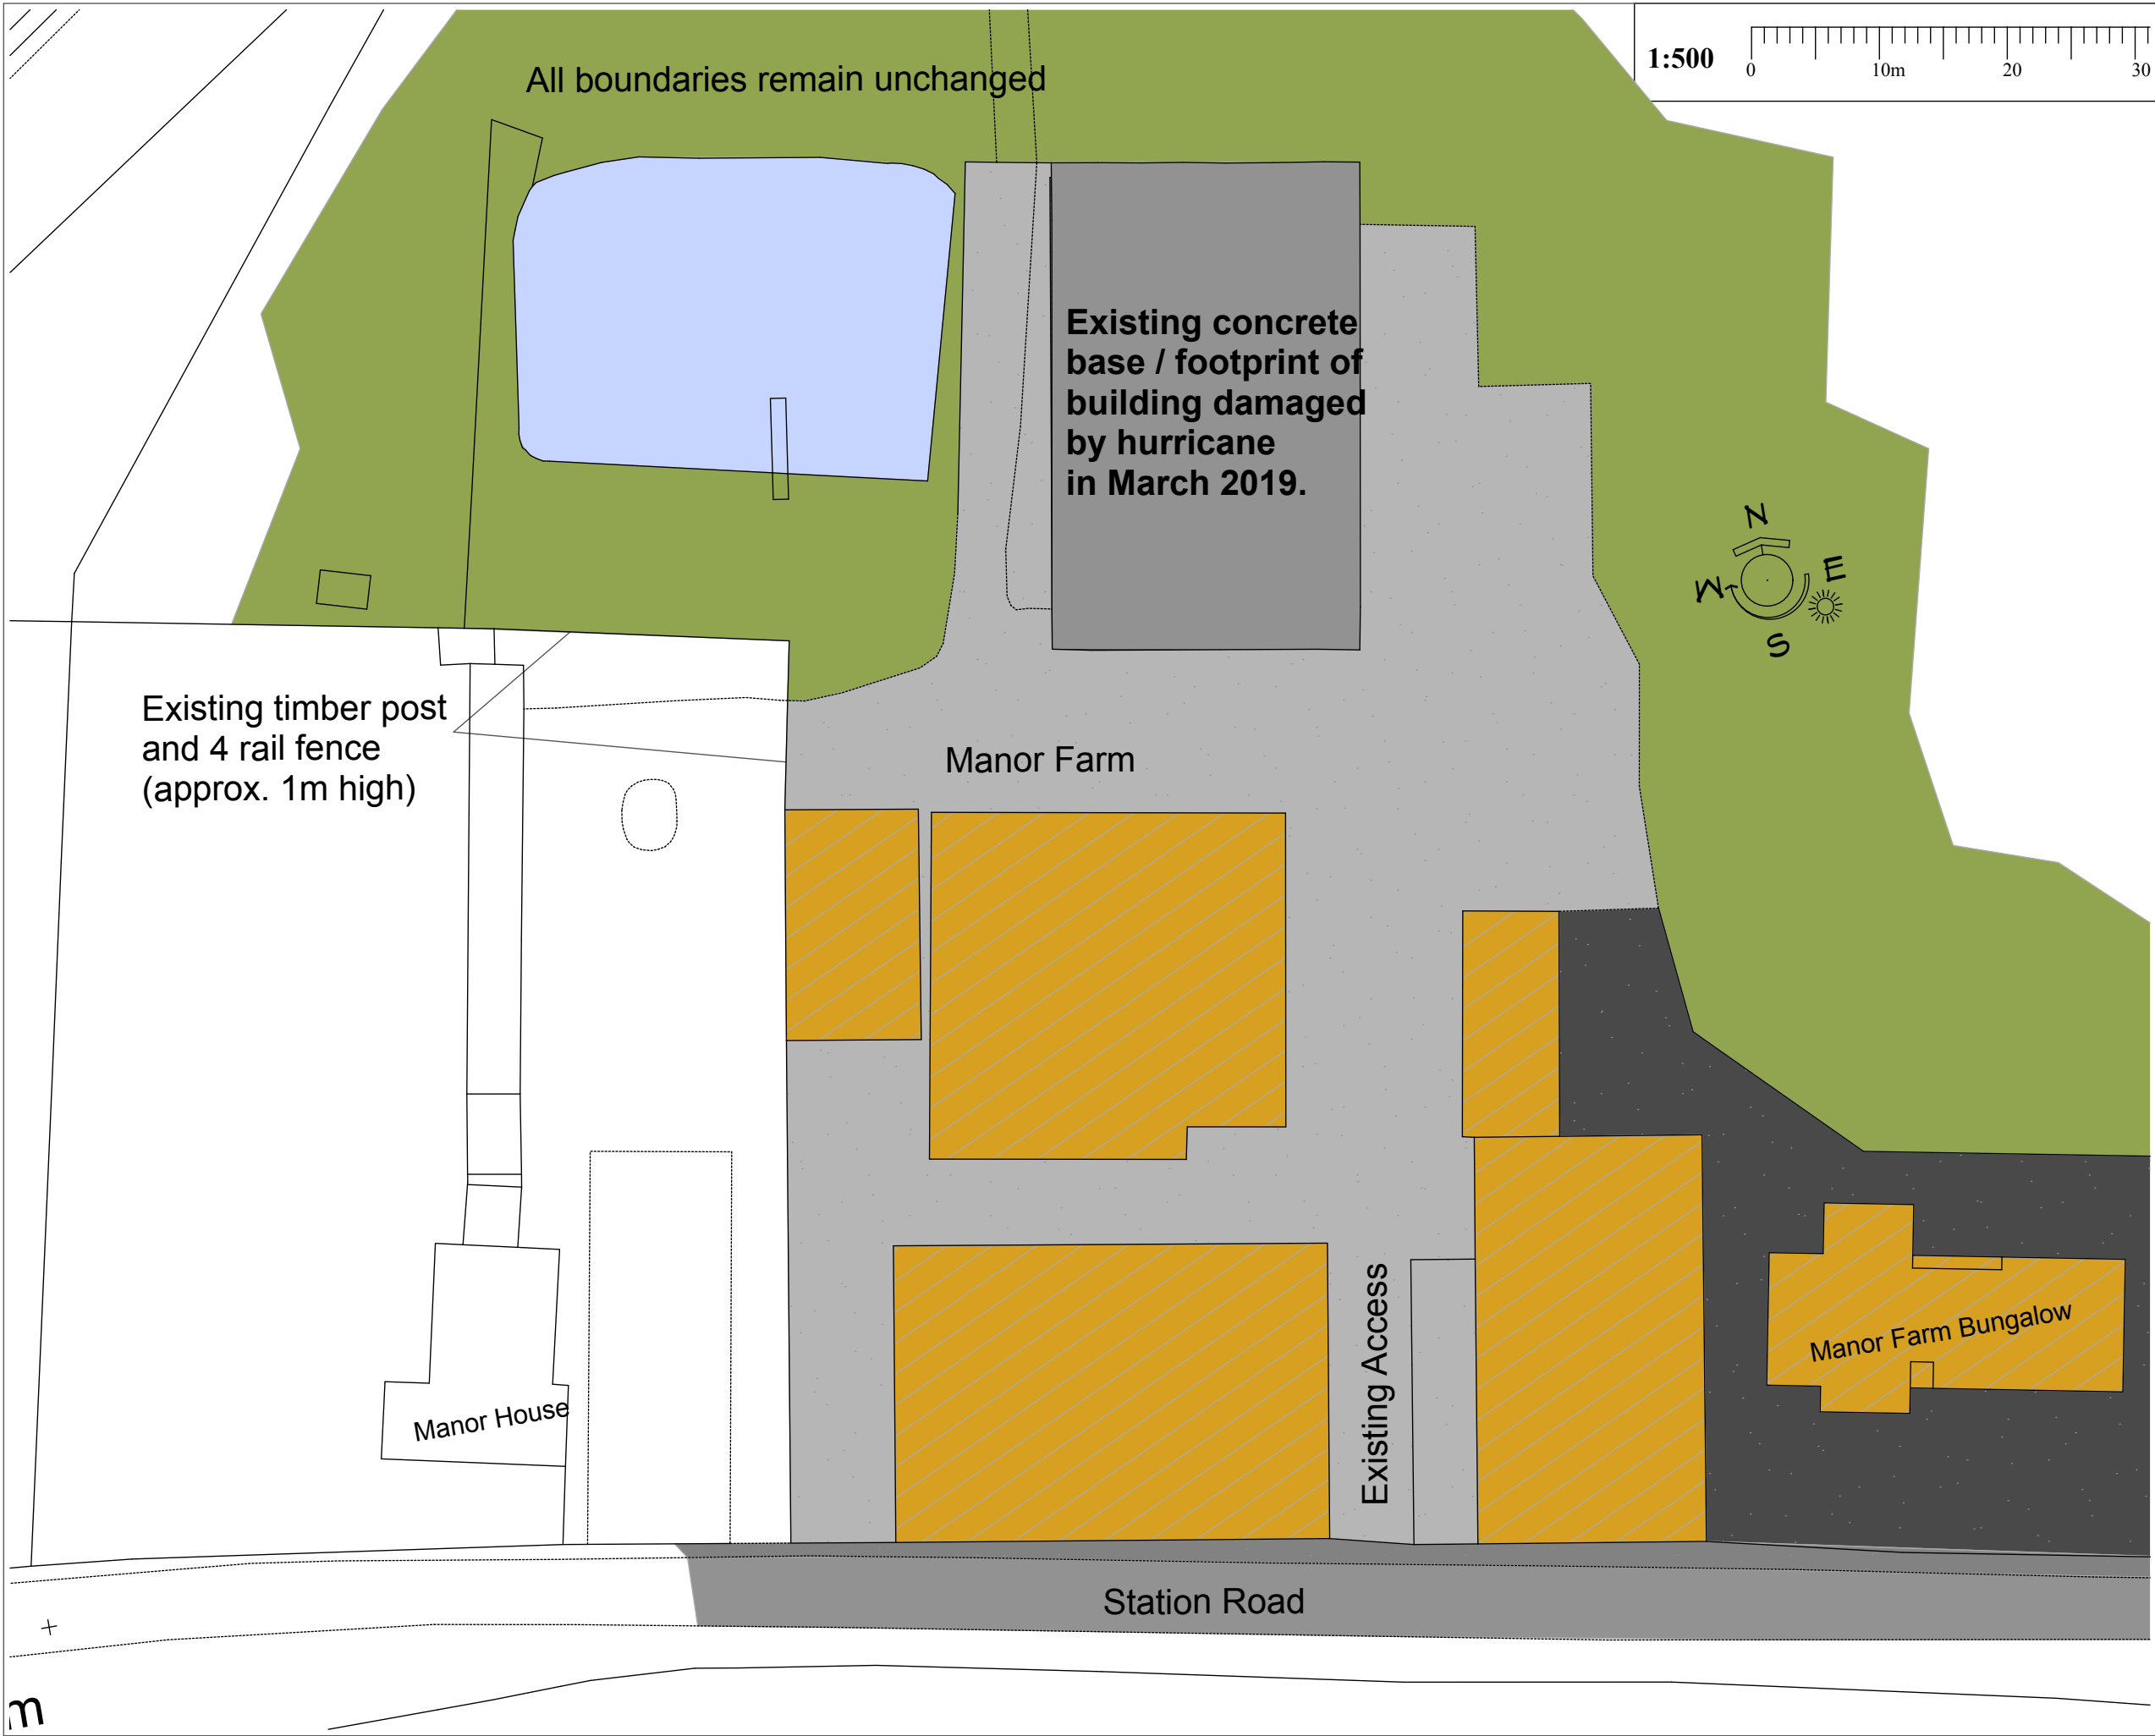 1:500
0 10m 20 30
All boundaries remain unchanged
Existing concrete
base / footprint of
building damaged
by hurricane
in March 2019.
N
E
W
S
Existing timber post
and 4 rail fence
(approx. 1m high)
Manor Farm
Existing Access
Manor Farm Bungalow
Manor House
Station Road
m